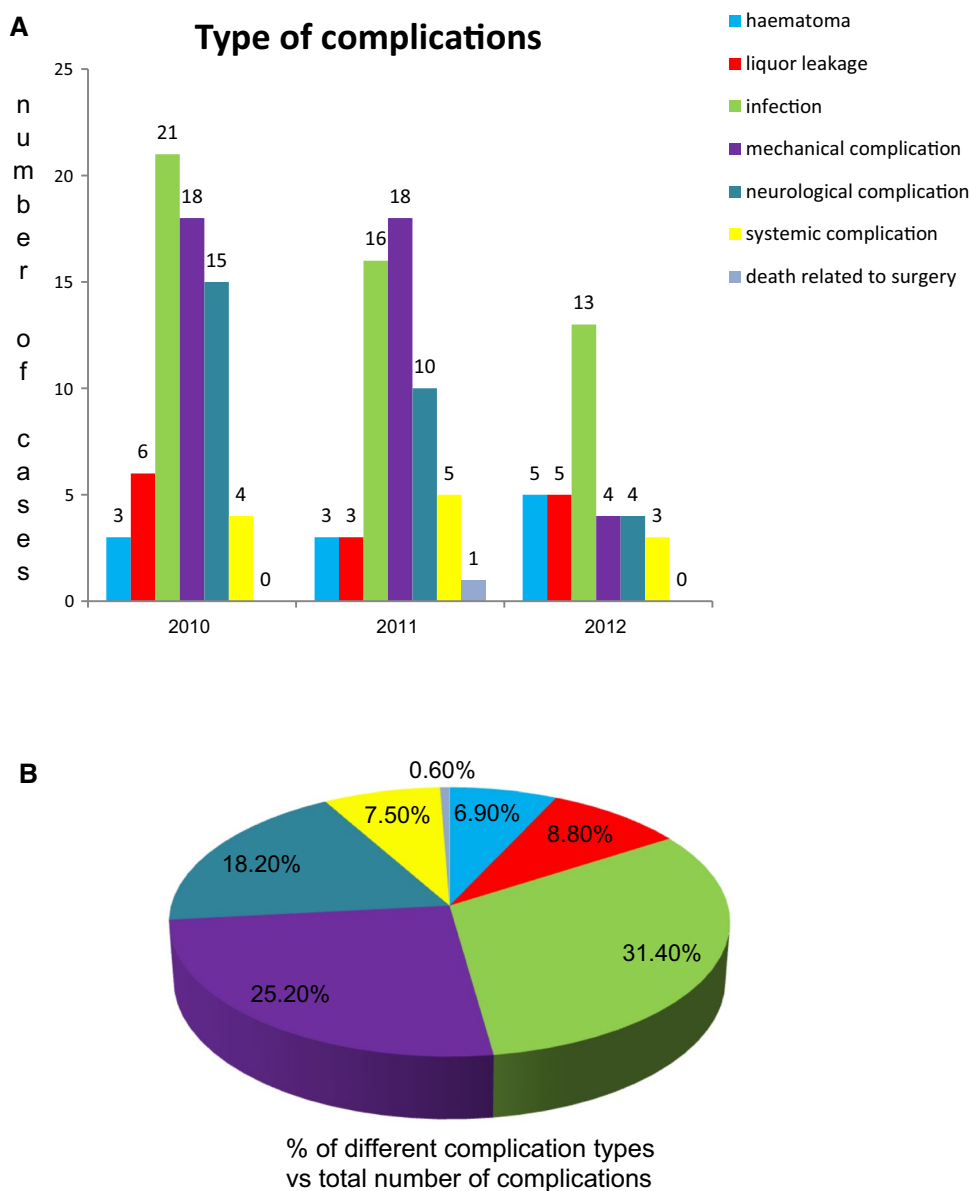 A
Type of complications
number of cases
25
20
15
10
5
0
3
6
21
18
15
4
0
3
3
16
18
10
5
1
5
5
13
4
4
3
0
2010
2011
2012
haematoma
liquor leakage
infection
mechanical complication
neurological complication
systemic complication
death related to surgery
B
0.60%
6.90%
8.80%
31.40%
25.20%
18.20%
7.50%
% of different complication types
vs total number of complications